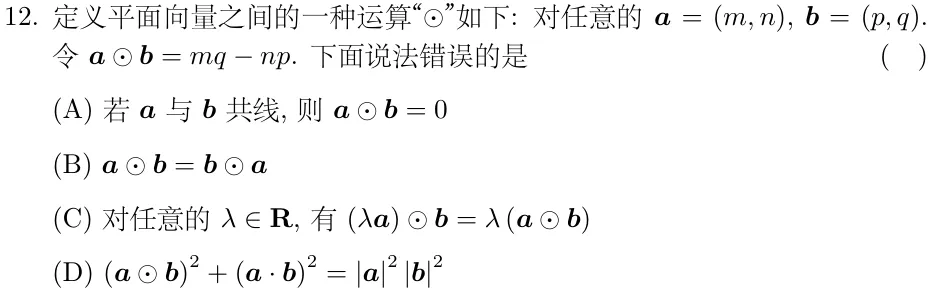 12. 定义平面向量之间的一种运算“⊙”如下: 对任意的 a = (m, n), b = (p, q).
令 a ⊙ b = mq − np. 下面说法错误的是 ( )
(A) 若 a 与 b 共线, 则 a ⊙ b = 0
(B) a ⊙ b = b ⊙ a
(C) 对任意的 λ ∈ R, 有 (λa) ⊙ b = λ (a ⊙ b)
(D) (a ⊙ b)² + (a · b)² = |a|² |b|²